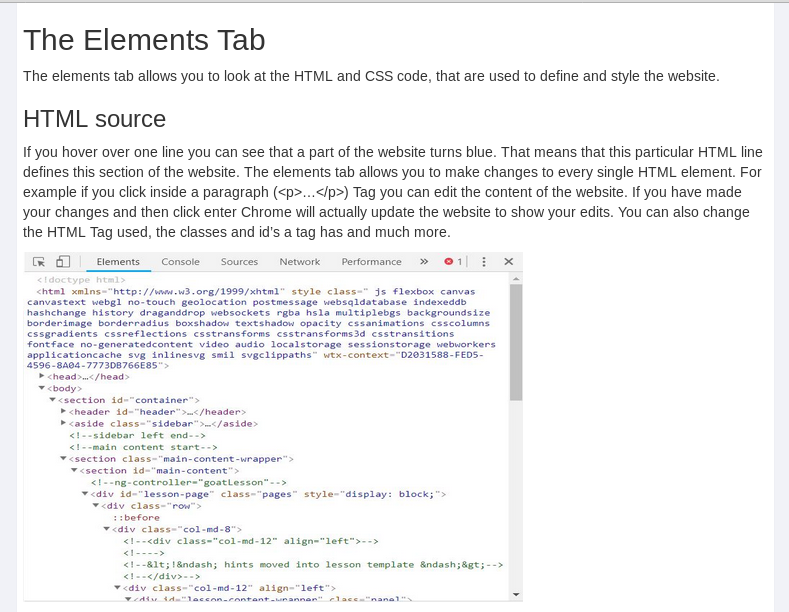 The Elements Tab
The elements tab allows you to look at the HTML and CSS code, that are used to define and style the website.
HTML source
If you hover over one line you can see that a part of the website turns blue. That means that this particular HTML line
defines this section of the website. The elements tab allows you to make changes to every single HTML element. For
example if you click inside a paragraph (<p>…</p>) Tag you can edit the content of the website. If you have made
your changes and then click enter Chrome will actually update the website to show your edits. You can also change
the HTML Tag used, the classes and id's a tag has and much more.
Elements Console Sources Network Performance » 1
<!doctype html>
<html xmlns="http://www.w3.org/1999/xhtml" style class=" js flexbox canvas
canvastext webgl no-touch geolocation postmessage websqldatabase indexeddb
hashchange history draganddrop websockets rgba hsla multiplebgs backgroundsize
borderimage borderradius boxshadow textshadow opacity cssanimations csscolumns
cssgradients cssreflections csstransforms csstransforms3d csstransitions
fontface no-generatedcontent video audio localstorage sessionstorage webworkers
applicationcache svg inlinesvg smil svgclippaths" wtx-context="D2031588-FED5-
4596-8A04-7773DB766E85">
<head>…</head>
<body>
<section id="container">
<header id="header">…</header>
<aside class="sidebar">…</aside>
<!--sidebar left end-->
<!--main content start-->
<section class="main-content-wrapper">
<section id="main-content">
<!--ng-controller="goatLesson"-->
<div id="lesson-page" class="pages" style="display: block;">
<div class="row">
::before
<div class="col-md-8">
<!--<div class="col-md-12" align="left">-->
<!---->
<!--&lt;!&ndash; hints moved into lesson template &ndash;&gt;-->
<!--</div>-->
<div class="col-md-12" align="left">
<div id="lesson-content-wrapper" class="panel">